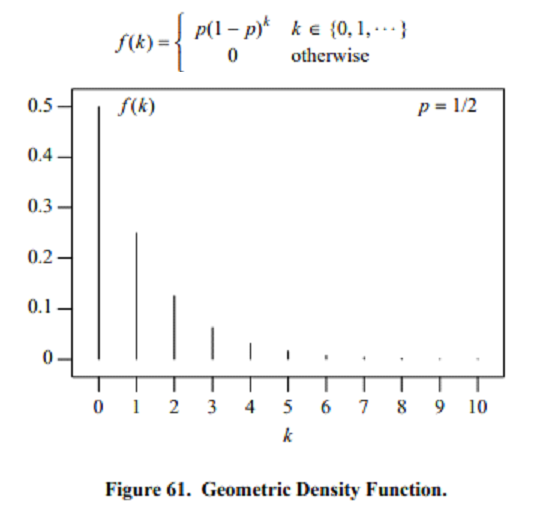 f(k) = { p(1 − p)^k   k ∈ {0, 1, ⋯}
0   otherwise
0.5   f(k)   p = 1/2
0.4
0.3
0.2
0.1
0
0 1 2 3 4 5 6 7 8 9 10
k
Figure 61. Geometric Density Function.